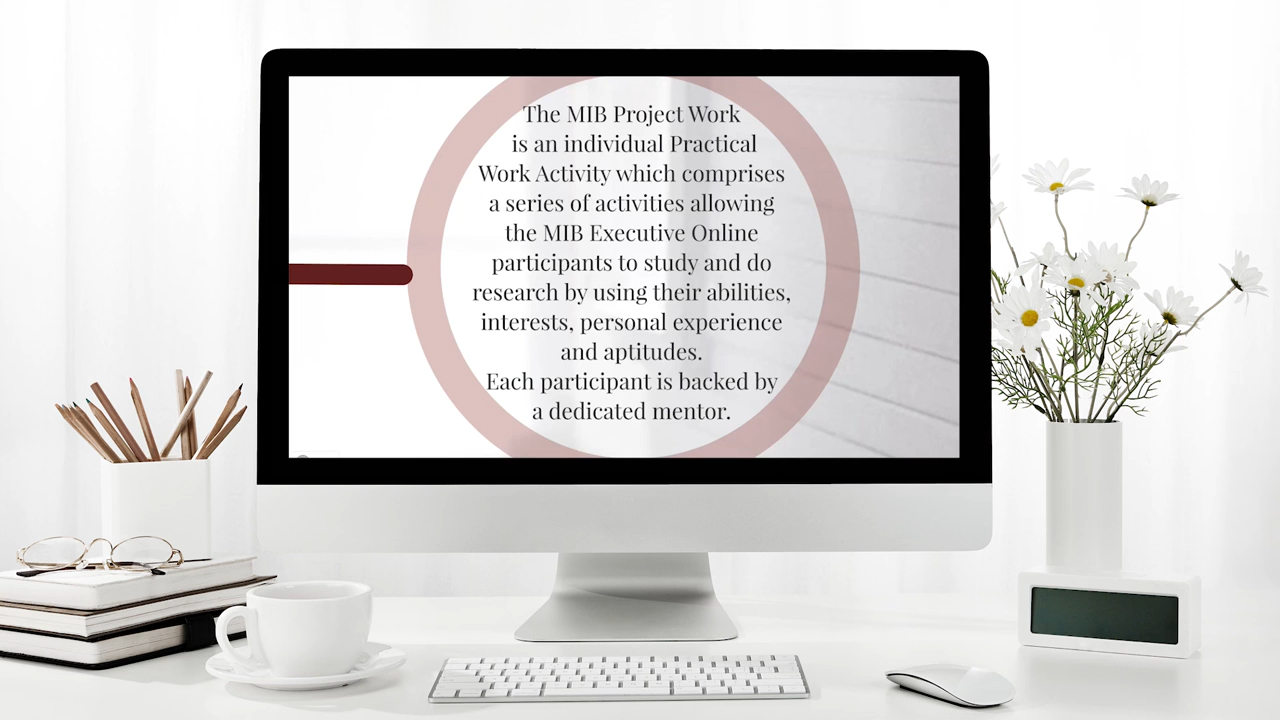 The MIB Project Work
is an individual Practical
Work Activity which comprises
a series of activities allowing
the MIB Executive Online
participants to study and do
research by using their abilities,
interests, personal experience
and aptitudes.
Each participant is backed by
a dedicated mentor.